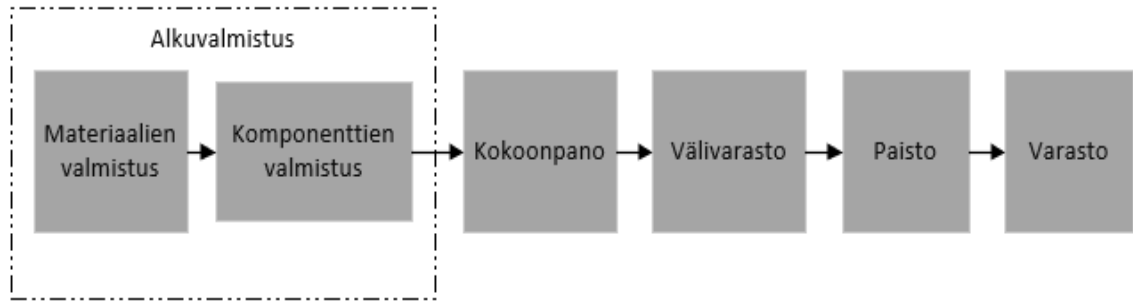 Alkuvalmistus
Materiaalien
valmistus
Komponenttien
valmistus
Kokoonpano
Välivarasto
Paisto
Varasto